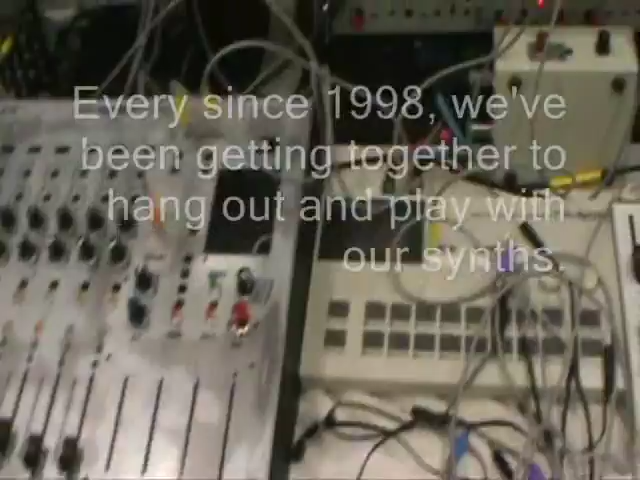 Every since 1998, we've
been getting together to
hang out and play with
our synths.